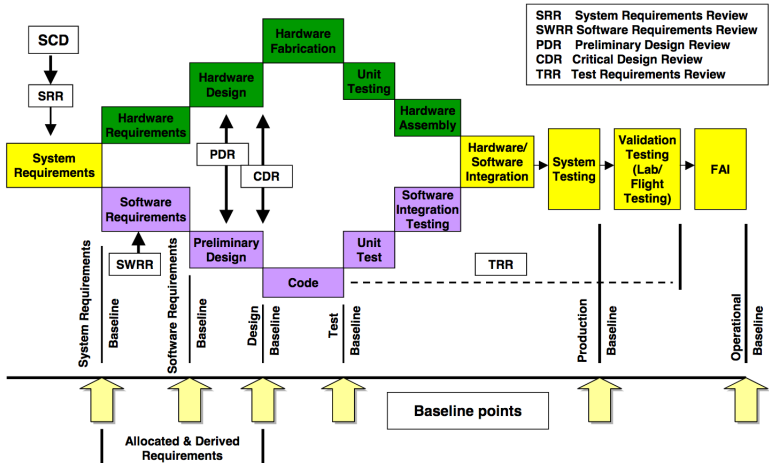 SRR System Requirements Review
SWRR Software Requirements Review
PDR Preliminary Design Review
CDR Critical Design Review
TRR Test Requirements Review
SCD
SRR
Hardware
Fabrication
Hardware
Design
Unit
Testing
Hardware
Requirements
Hardware
Assembly
System
Requirements
PDR
CDR
Hardware/
Software
Integration
System
Testing
Validation
Testing
(Lab/
Flight
Testing)
FAI
Software
Requirements
Software
Integration
Testing
SWRR
Preliminary
Design
Unit
Test
Code
TRR
System Requirements
Baseline
Software Requirements
Baseline
Design
Baseline
Test
Baseline
Production
Baseline
Operational
Baseline
Baseline points
Allocated & Derived
Requirements